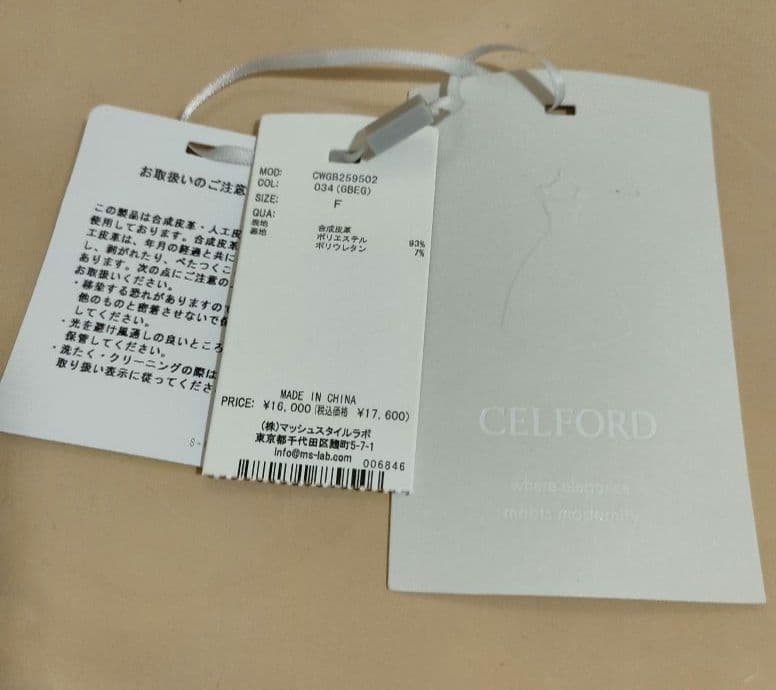 お取扱いのご注意
この製品は合成皮革・人工皮
使用しております。合成皮革
工皮革は、年月の経過と共に
し、剥がれたり、べたつくこ
あります。次の点にご注意の
お取扱いください。
・移染する恐れがありますので
他のものと密着させないで保
してください。
・光を避け風通しの良いところ
保管してください。
・洗たく・クリーニングの際は
取り扱い表示に従ってくださ
S-
MOD: CWGB259502
COL: 034(GBEG)
SIZE: F
QUA:
表地 合成皮革
裏地 ポリエステル 93%
ポリウレタン 7%
MADE IN CHINA
PRICE: ¥16,000(税込価格 ¥17,600)
(株)マッシュスタイルラボ
東京都千代田区麹町5-7-1
info@ms-lab.com
006846
CELFORD
where elegance
meets modernity